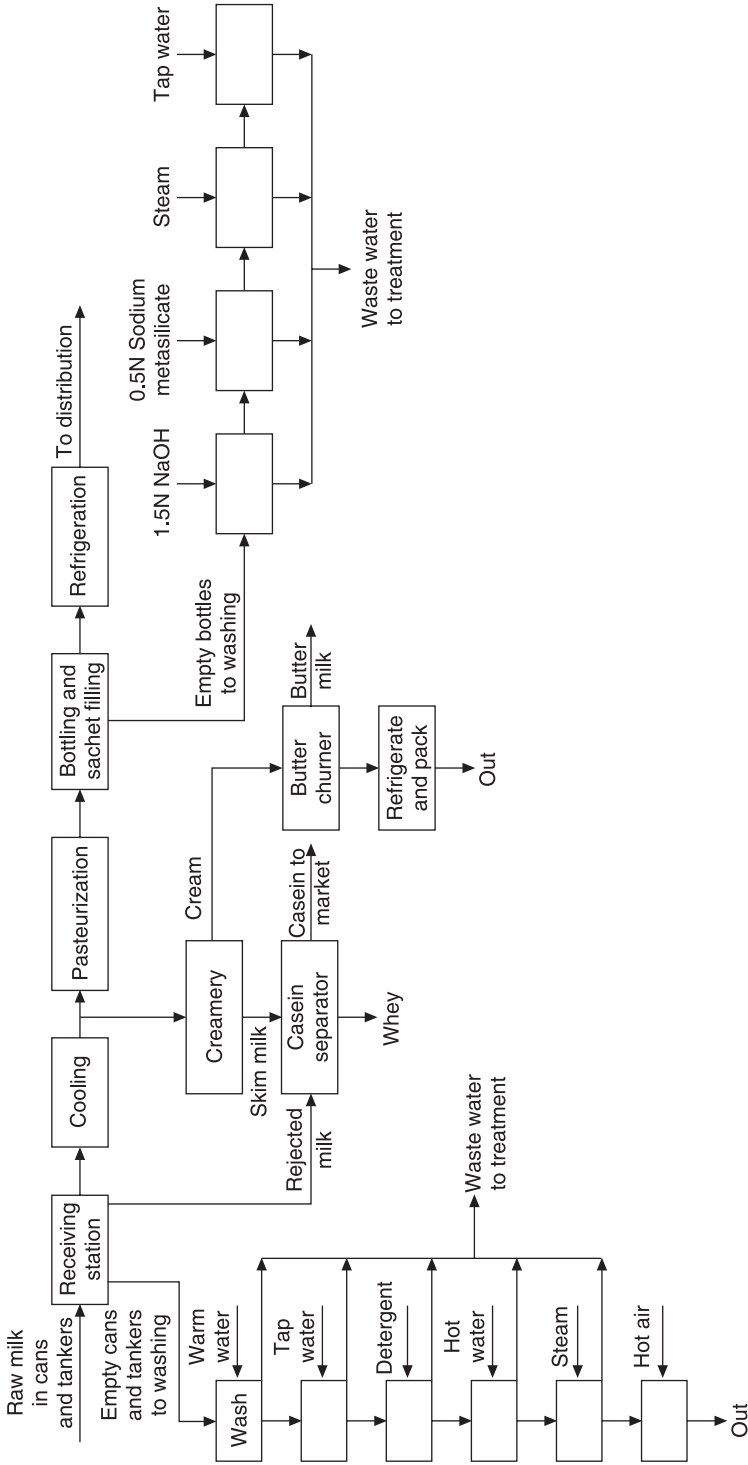 Raw milk
in cans
and tankers
Receiving
station
Cooling
Pasteurization
Bottling and
sachet filling
Refrigeration
To distribution
Empty cans
and tankers
to washing
Rejected
milk
Creamery
Skim milk
Cream
Casein
separator
Casein to
market
Whey
Butter
churner
Butter
milk
Refrigerate
and pack
Out
Empty bottles
to washing
1.5N NaOH
0.5N Sodium
metasilicate
Steam
Tap water
Waste water
to treatment
Wash
Warm
water
Tap
water
Detergent
Hot
water
Steam
Hot air
Out
Waste water
to treatment